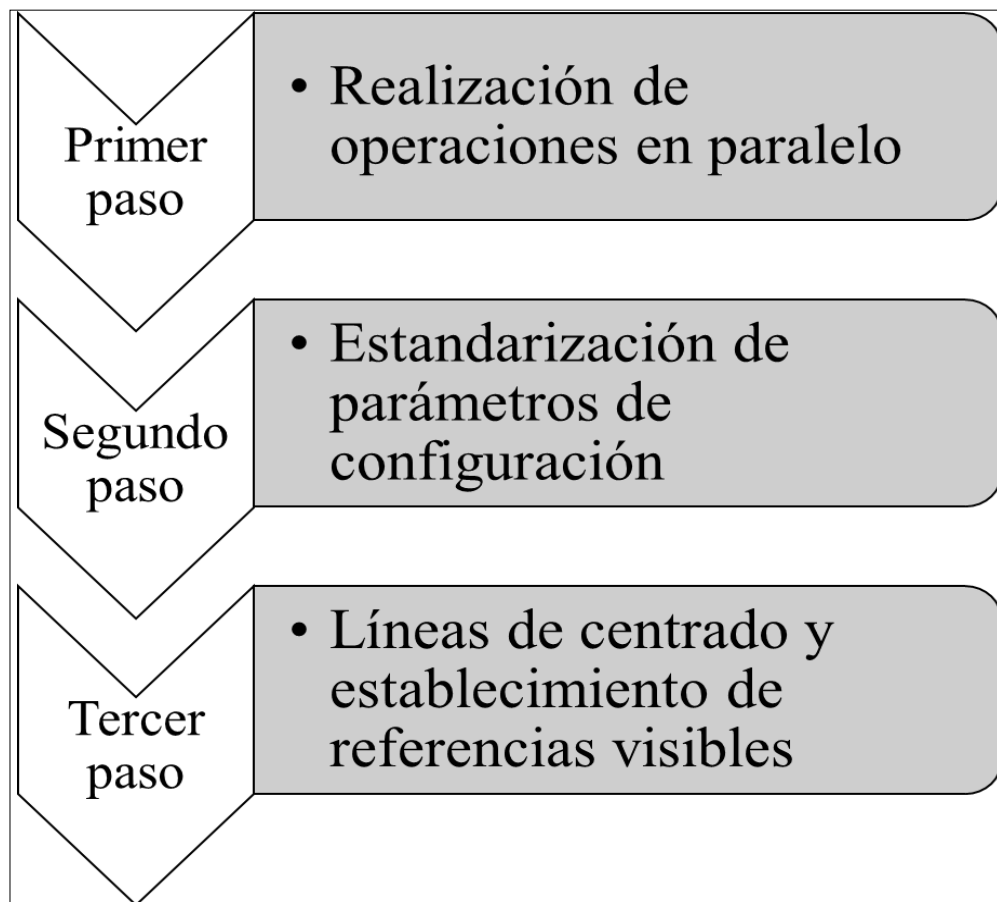 Primer
paso
• Realización de
operaciones en paralelo
Segundo
paso
• Estandarización de
parámetros de
configuración
Tercer
paso
• Líneas de centrado y
establecimiento de
referencias visibles